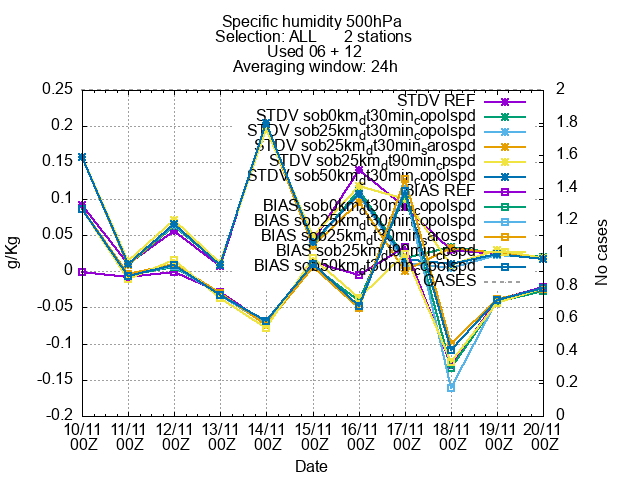 Specific humidity 500hPa
Selection: ALL 2 stations
Used 06 + 12
Averaging window: 24h
0.25
0.2
0.15
0.1
0.05
0
-0.05
-0.1
-0.15
-0.2
g/Kg
STDV REF
STDV sob0km_dt30min_copolspd
STDV sob25km_dt30min_copolspd
STDV sob25km_dt30min_sarospd
STDV sob25km_dt90min_cpspd
STDV sob50km_dt30min_copolspd
BIAS REF
BIAS sob0km_dt30min_copolspd
BIAS sob25km_dt30min_copolspd
BIAS sob25km_dt30min_sarospd
BIAS sob25km_dt90min_cpspd
BIAS sob50km_dt30min_copolspd
CASES
2
1.8
1.6
1.4
1.2
1
0.8
0.6
0.4
0.2
0
No cases
10/11 11/11 12/11 13/11 14/11 15/11 16/11 17/11 18/11 19/11 20/11
00Z 00Z 00Z 00Z 00Z 00Z 00Z 00Z 00Z 00Z 00Z
Date